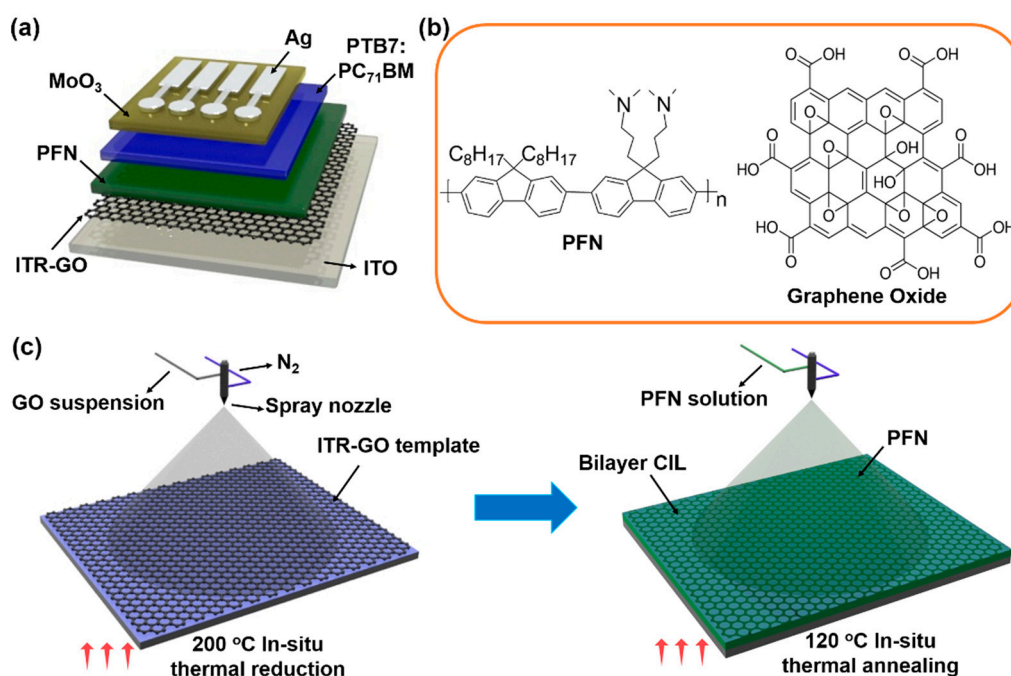 (a)
Ag
PTB7:
PC₇₁BM
MoO₃
PFN
ITR-GO
ITO
(b)
N
N
C₈H₁₇
C₈H₁₇
n
PFN
O
OH
O
OH
O
O
OH
HO
O
O
O
OH
HO
O
O
O
O
O
HO
O
O
OH
HO
O
O
OH
O
OH
Graphene Oxide
(c)
N₂
GO suspension
Spray nozzle
ITR-GO template
200 °C In-situ
thermal reduction
PFN solution
PFN
Bilayer CIL
120 °C In-situ
thermal annealing